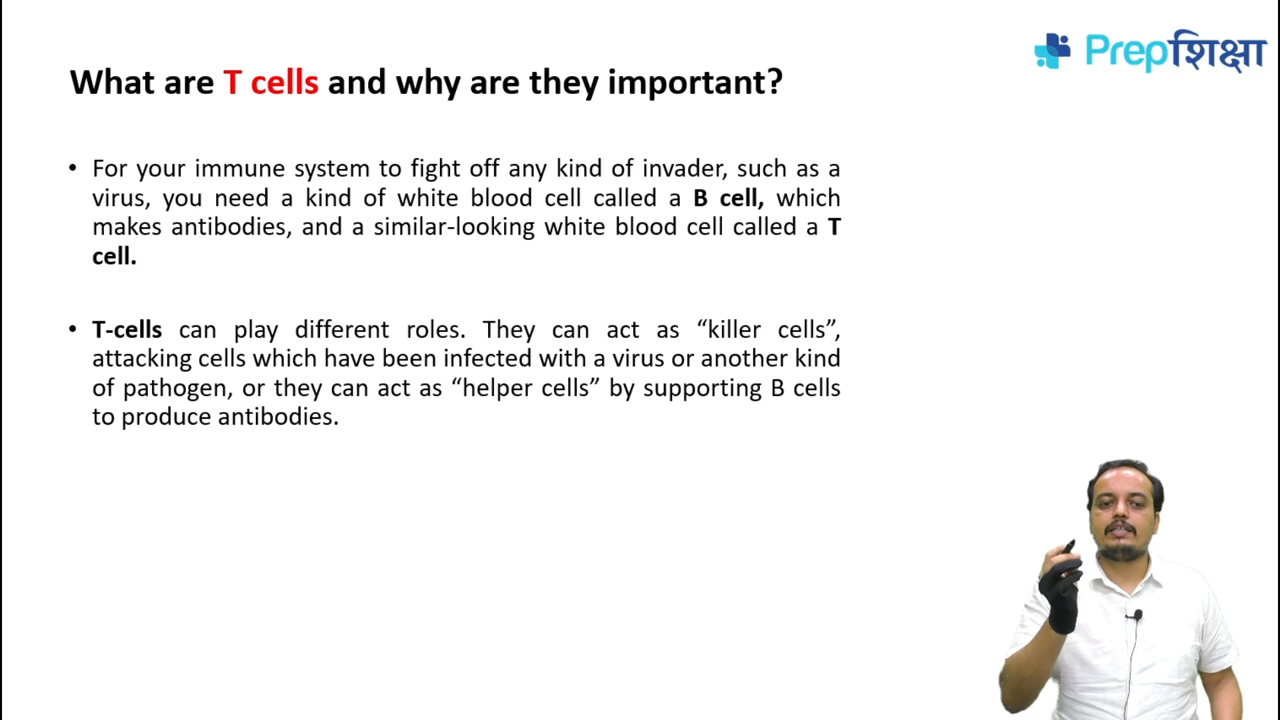 Prepशिक्षा
What are T cells and why are they important?
• For your immune system to fight off any kind of invader, such as a
virus, you need a kind of white blood cell called a B cell, which
makes antibodies, and a similar-looking white blood cell called a T
cell.
• T-cells can play different roles. They can act as “killer cells”,
attacking cells which have been infected with a virus or another kind
of pathogen, or they can act as “helper cells” by supporting B cells
to produce antibodies.